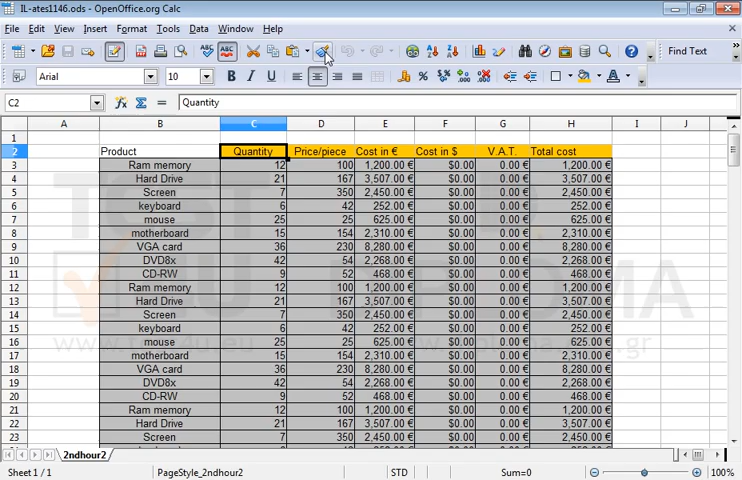 IL-ates1146.ods - OpenOffice.org Calc
File Edit View Insert Format Tools Data Window Help
ABC ABC Find Text
Arial 10 B I U
C2 Quantity
A B C D E F G H I J
1
2 Product Quantity Price/piece Cost in € Cost in $ V.A.T. Total cost
3 Ram memory 12 100 1,200.00 € $0.00 0.00 € 1,200.00 €
4 Hard Drive 21 167 3,507.00 € $0.00 0.00 € 3,507.00 €
5 Screen 7 350 2,450.00 € $0.00 0.00 € 2,450.00 €
6 keyboard 6 42 252.00 € $0.00 0.00 € 252.00 €
7 mouse 25 25 625.00 € $0.00 0.00 € 625.00 €
8 motherboard 15 154 2,310.00 € $0.00 0.00 € 2,310.00 €
9 VGA card 36 230 8,280.00 € $0.00 0.00 € 8,280.00 €
10 DVD8x 42 54 2,268.00 € $0.00 0.00 € 2,268.00 €
11 CD-RW 9 52 468.00 € $0.00 0.00 € 468.00 €
12 Ram memory 12 100 1,200.00 € $0.00 0.00 € 1,200.00 €
13 Hard Drive 21 167 3,507.00 € $0.00 0.00 € 3,507.00 €
14 Screen 7 350 2,450.00 € $0.00 0.00 € 2,450.00 €
15 keyboard 6 42 252.00 € $0.00 0.00 € 252.00 €
16 mouse 25 25 625.00 € $0.00 0.00 € 625.00 €
17 motherboard 15 154 2,310.00 € $0.00 0.00 € 2,310.00 €
18 VGA card 36 230 8,280.00 € $0.00 0.00 € 8,280.00 €
19 DVD8x 42 54 2,268.00 € $0.00 0.00 € 2,268.00 €
20 CD-RW 9 52 468.00 € $0.00 0.00 € 468.00 €
21 Ram memory 12 100 1,200.00 € $0.00 0.00 € 1,200.00 €
22 Hard Drive 21 167 3,507.00 € $0.00 0.00 € 3,507.00 €
23 Screen 7 350 2,450.00 € $0.00 0.00 € 2,450.00 €
2ndhour2
Sheet 1 / 1 PageStyle_2ndhour2 STD Sum=0 100%